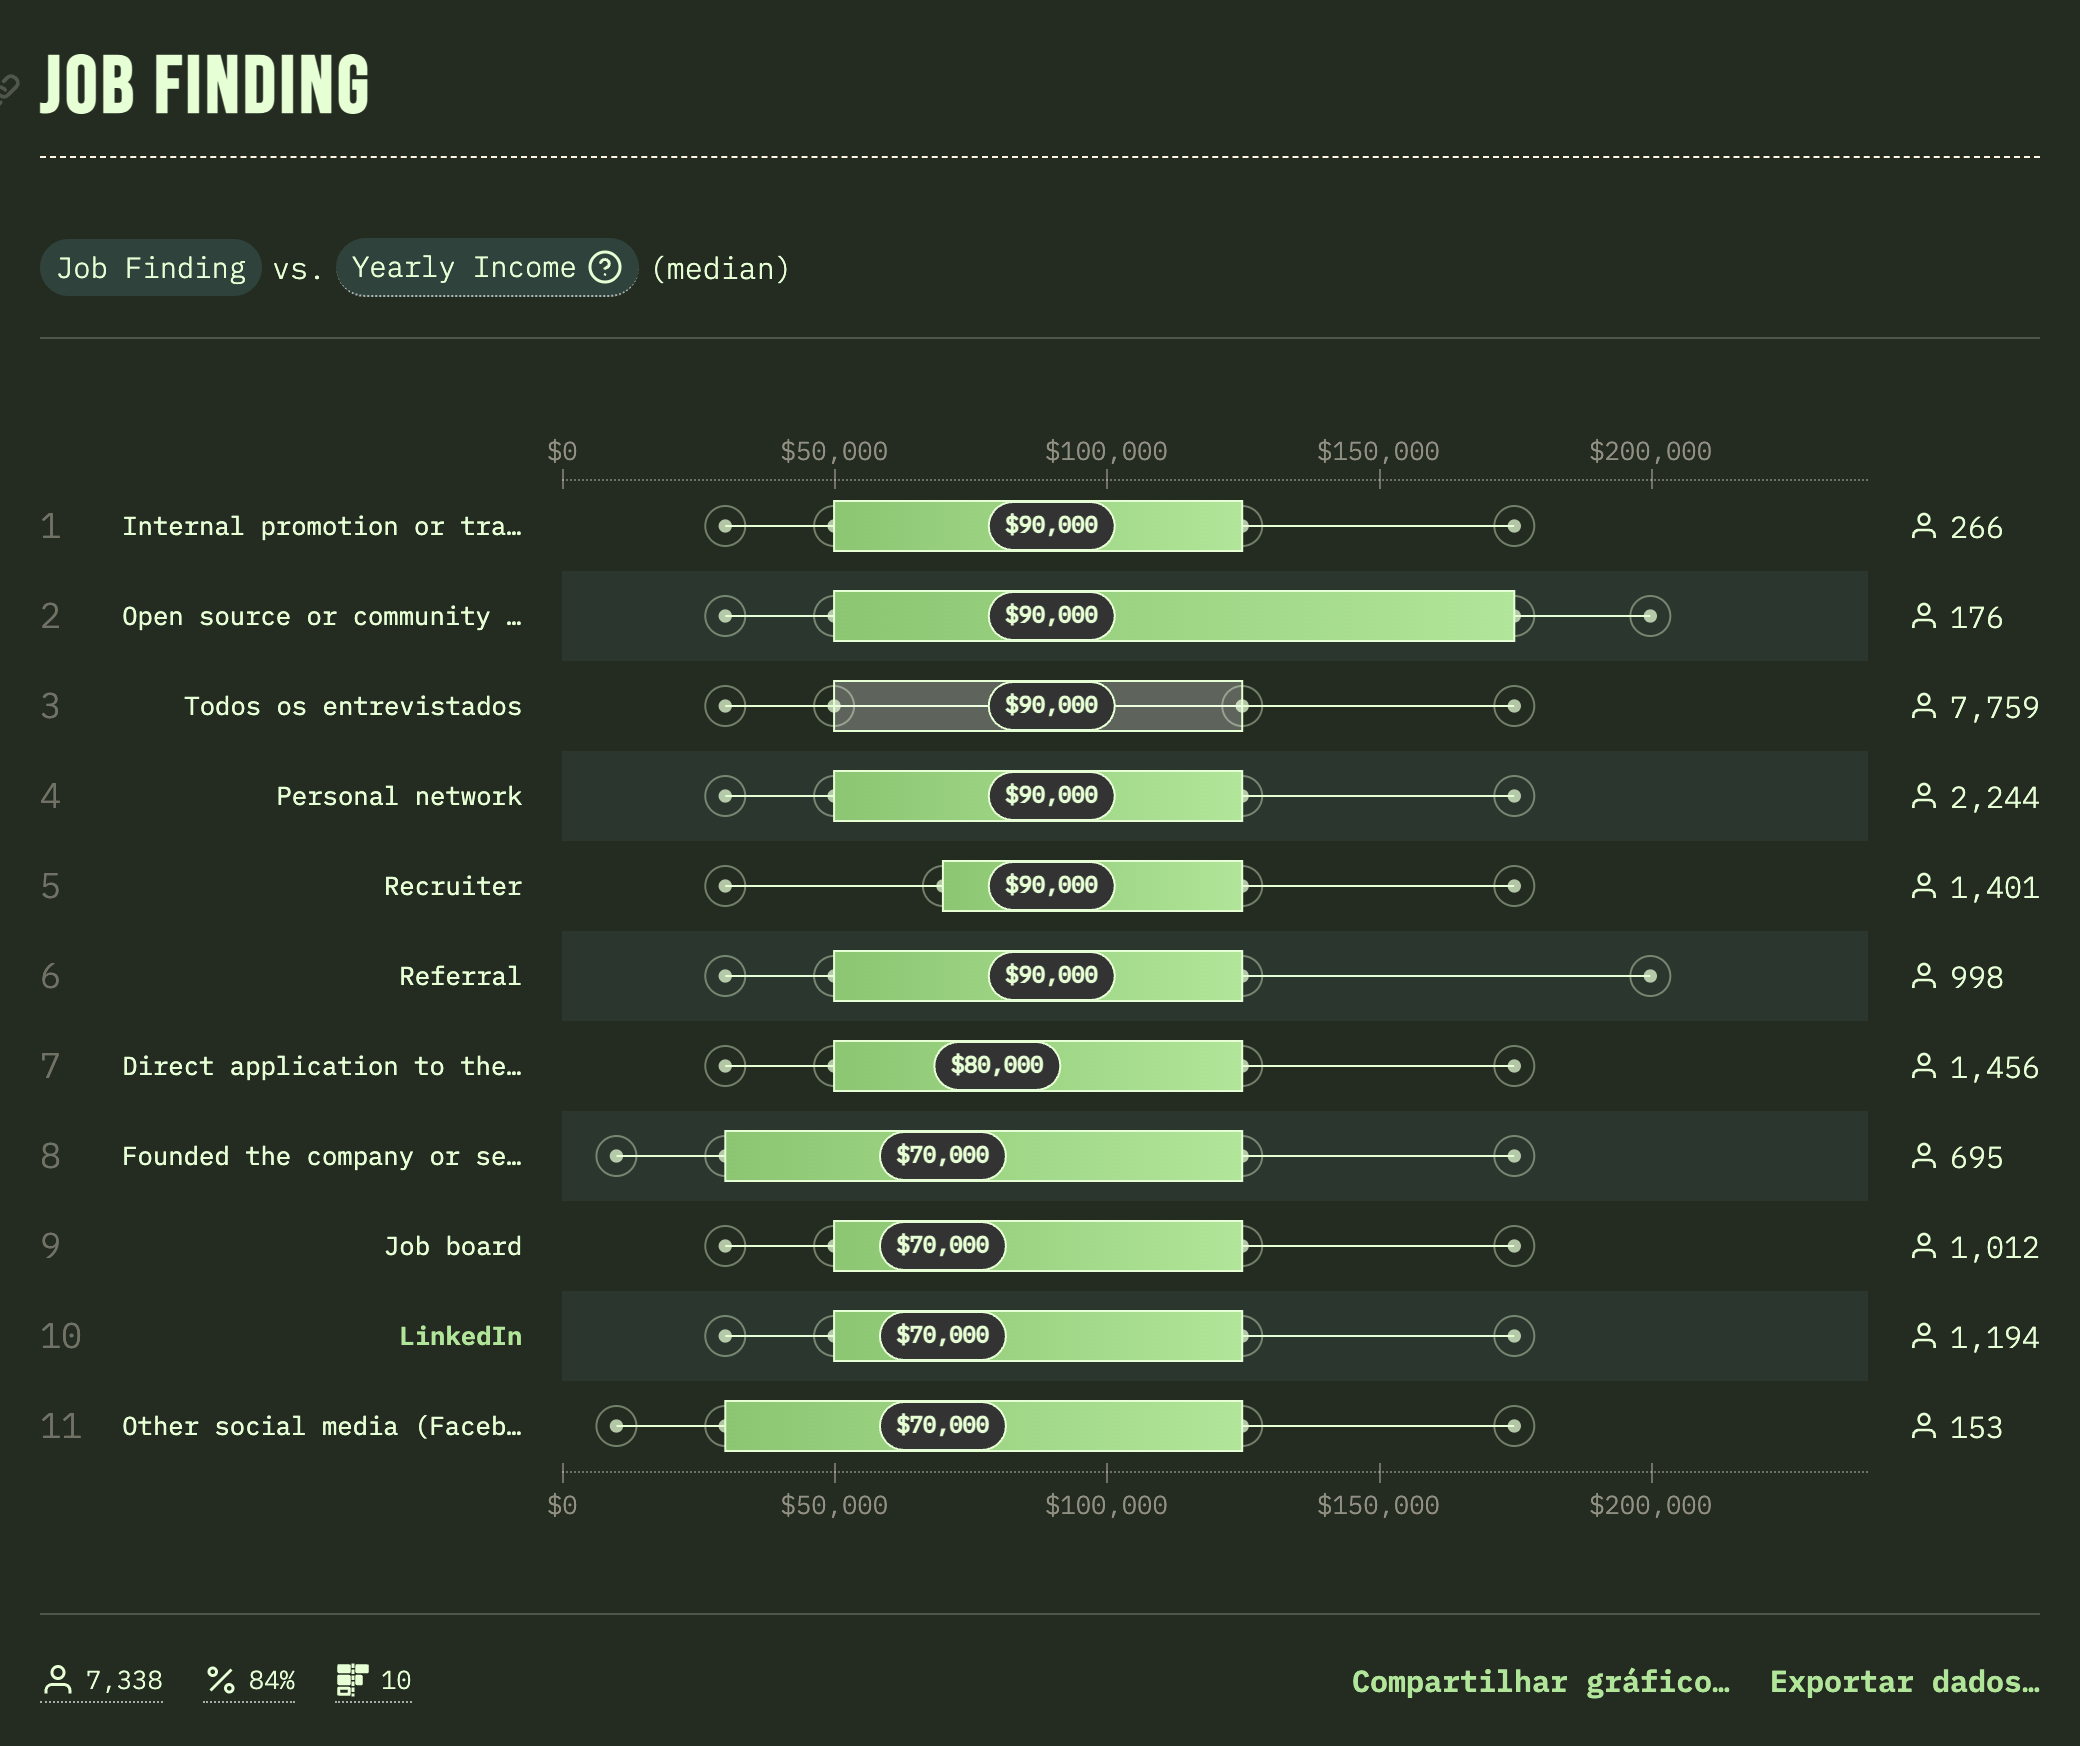 JOB FINDING
Job Finding vs. Yearly Income (median)
$0 $50,000 $100,000 $150,000 $200,000
1 Internal promotion or tra… $90,000 266
2 Open source or community … $90,000 176
3 Todos os entrevistados $90,000 7,759
4 Personal network $90,000 2,244
5 Recruiter $90,000 1,401
6 Referral $90,000 998
7 Direct application to the… $80,000 1,456
8 Founded the company or se… $70,000 695
9 Job board $70,000 1,012
10 LinkedIn $70,000 1,194
11 Other social media (Faceb… $70,000 153
$0 $50,000 $100,000 $150,000 $200,000
7,338 84% 10 Compartilhar gráfico… Exportar dados…